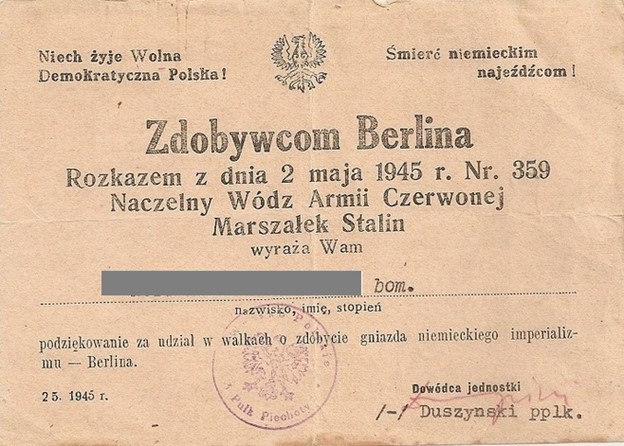 Niech żyje Wolna
Demokratyczna Polska!
Śmierć niemieckim
najeźdźcom!
Zdobywcom Berlina
Rozkazem z dnia 2 maja 1945 r. Nr. 359
Naczelny Wódz Armii Czerwonej
Marszałek Stalin
wyraża Wam
bom.
nazwisko, imię, stopień
podziękowanie za udział w walkach o zdobycie gniazda niemieckiego imperializ-
mu — Berlina.
25. 1945 r.
Dowódca jednostki
/-/ Duszynski ppłk.
Pułk Piechoty